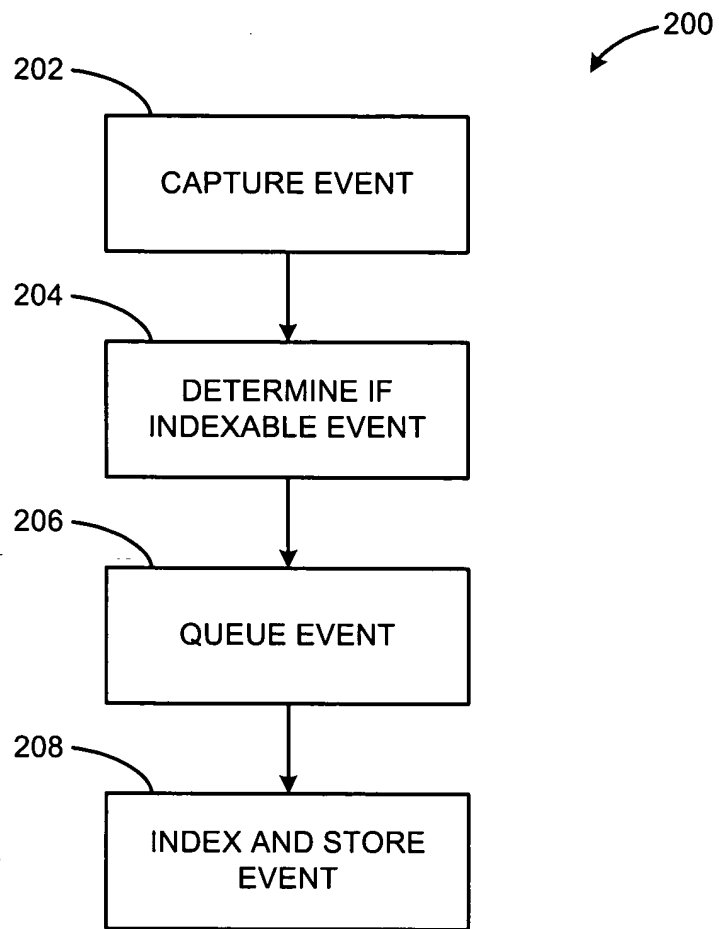 200
202
CAPTURE EVENT
204
DETERMINE IF
INDEXABLE EVENT
206
QUEUE EVENT
208
INDEX AND STORE
EVENT